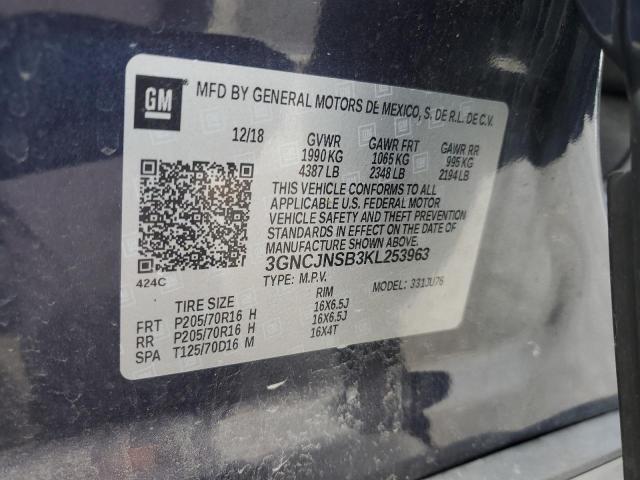 GM
MFD BY GENERAL MOTORS DE MEXICO, S. DE R.L. DE C.V.
12/18 GVWR GAWR FRT GAWR RR
1990 KG 1065 KG 995 KG
4387 LB 2348 LB 2194 LB
THIS VEHICLE CONFORMS TO ALL
APPLICABLE U.S. FEDERAL MOTOR
VEHICLE SAFETY AND THEFT PREVENTION
STANDARDS IN EFFECT ON THE DATE OF
MANUFACTURE SHOWN ABOVE.
3GNCJNSB3KL253963
424C TYPE: M.P.V. MODEL: 331JU76
TIRE SIZE RIM
FRT P205/70R16 H 16X6.5J
RR P205/70R16 H 16X6.5J
SPA T125/70D16 M 16X4T